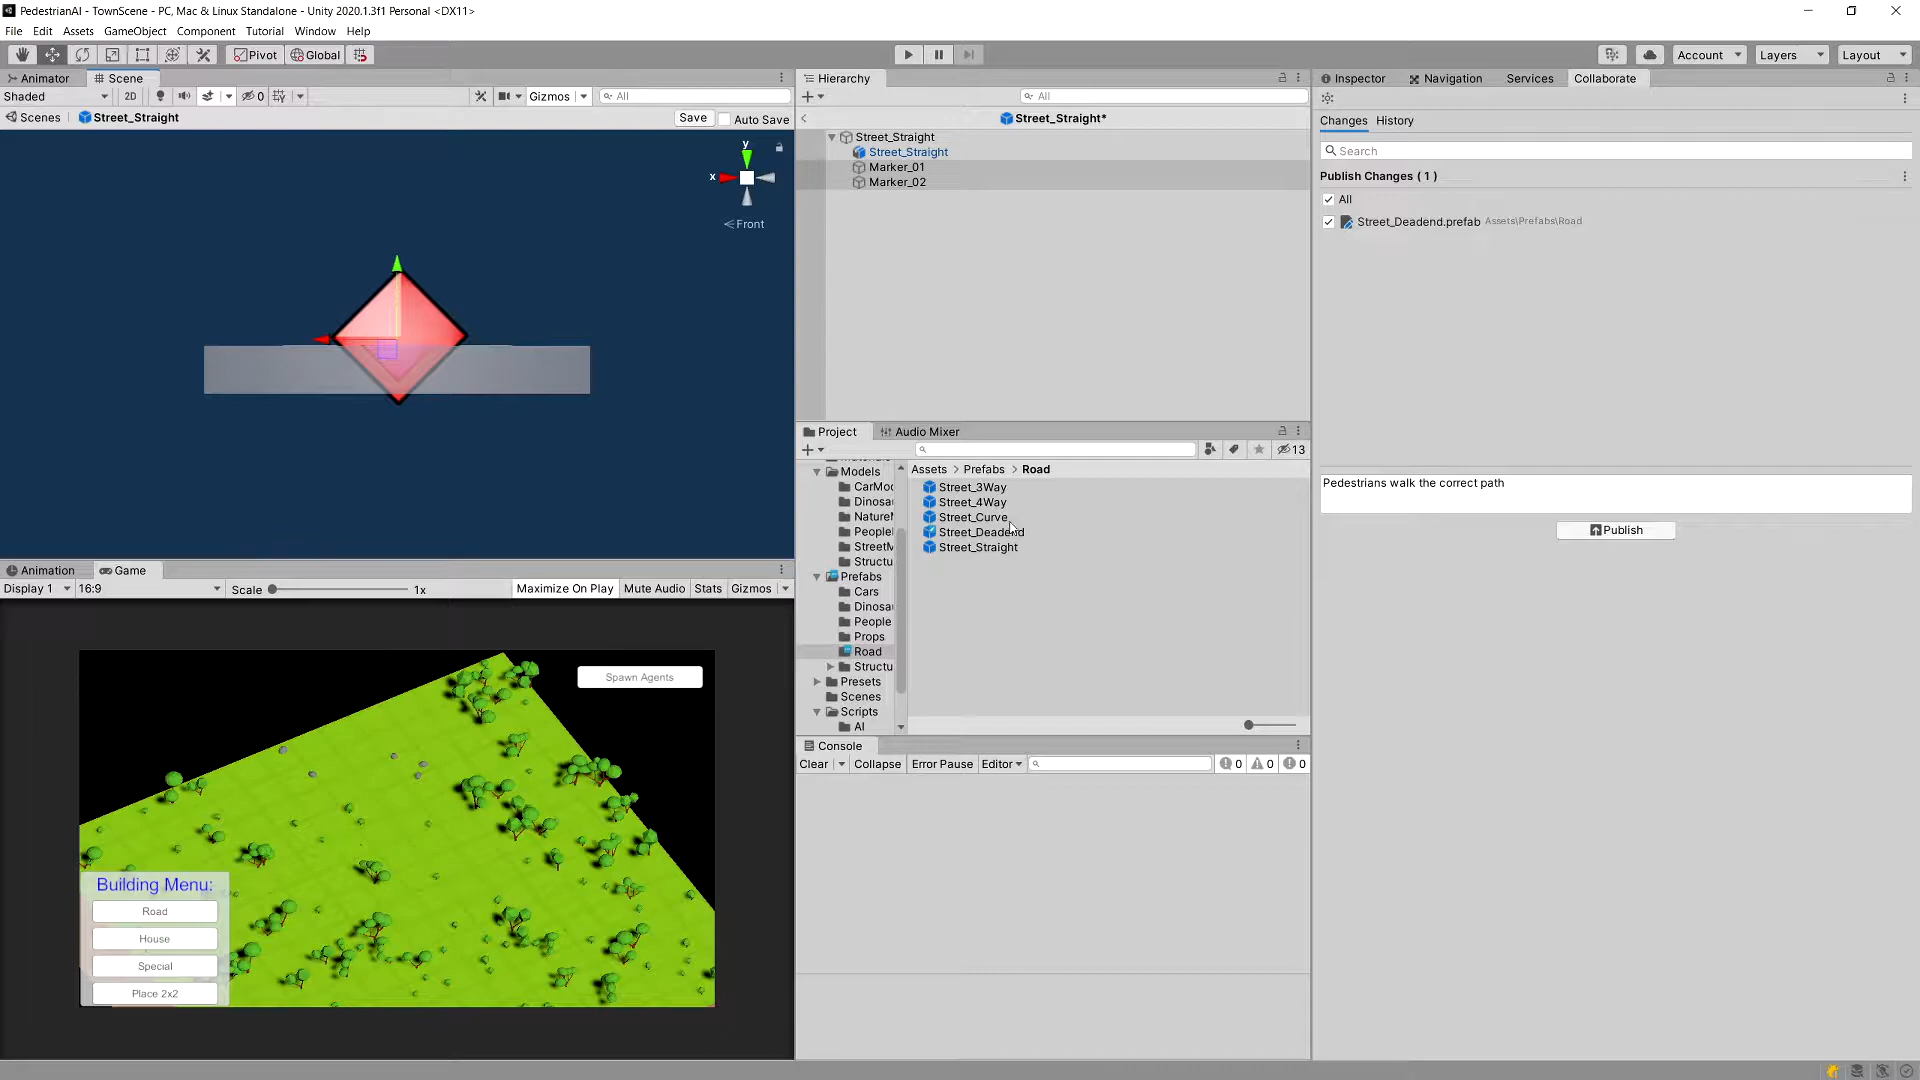 PedestrianAI - TownScene - PC, Mac & Linux Standalone - Unity 2020.1.3f1 Personal <DX11>
File Edit Assets GameObject Component Tutorial Window Help
Pivot Global Account Layers Layout
Animator Scene
Shaded 2D 0 Gizmos All
Scenes Street_Straight Save Auto Save
y
x
Front
Hierarchy
All
Street_Straight*
Street_Straight
Street_Straight
Marker_01
Marker_02
Inspector Navigation Services Collaborate
Changes History
Search
Publish Changes ( 1 )
All
Street_Deadend.prefab Assets\Prefabs\Road
Pedestrians walk the correct path
Publish
Project Audio Mixer
13
Models
CarMod
Dinosa
Nature
People
StreetM
Structu
Prefabs
Cars
Dinosa
People
Props
Road
Structu
Presets
Scenes
Scripts
AI
Assets > Prefabs > Road
Street_3Way
Street_4Way
Street_Curve
Street_Deadend
Street_Straight
Console
Clear Collapse Error Pause Editor 0 0 0
Animation Game
Display 1 16:9 Scale 1x Maximize On Play Mute Audio Stats Gizmos
Spawn Agents
Building Menu:
Road
House
Special
Place 2x2